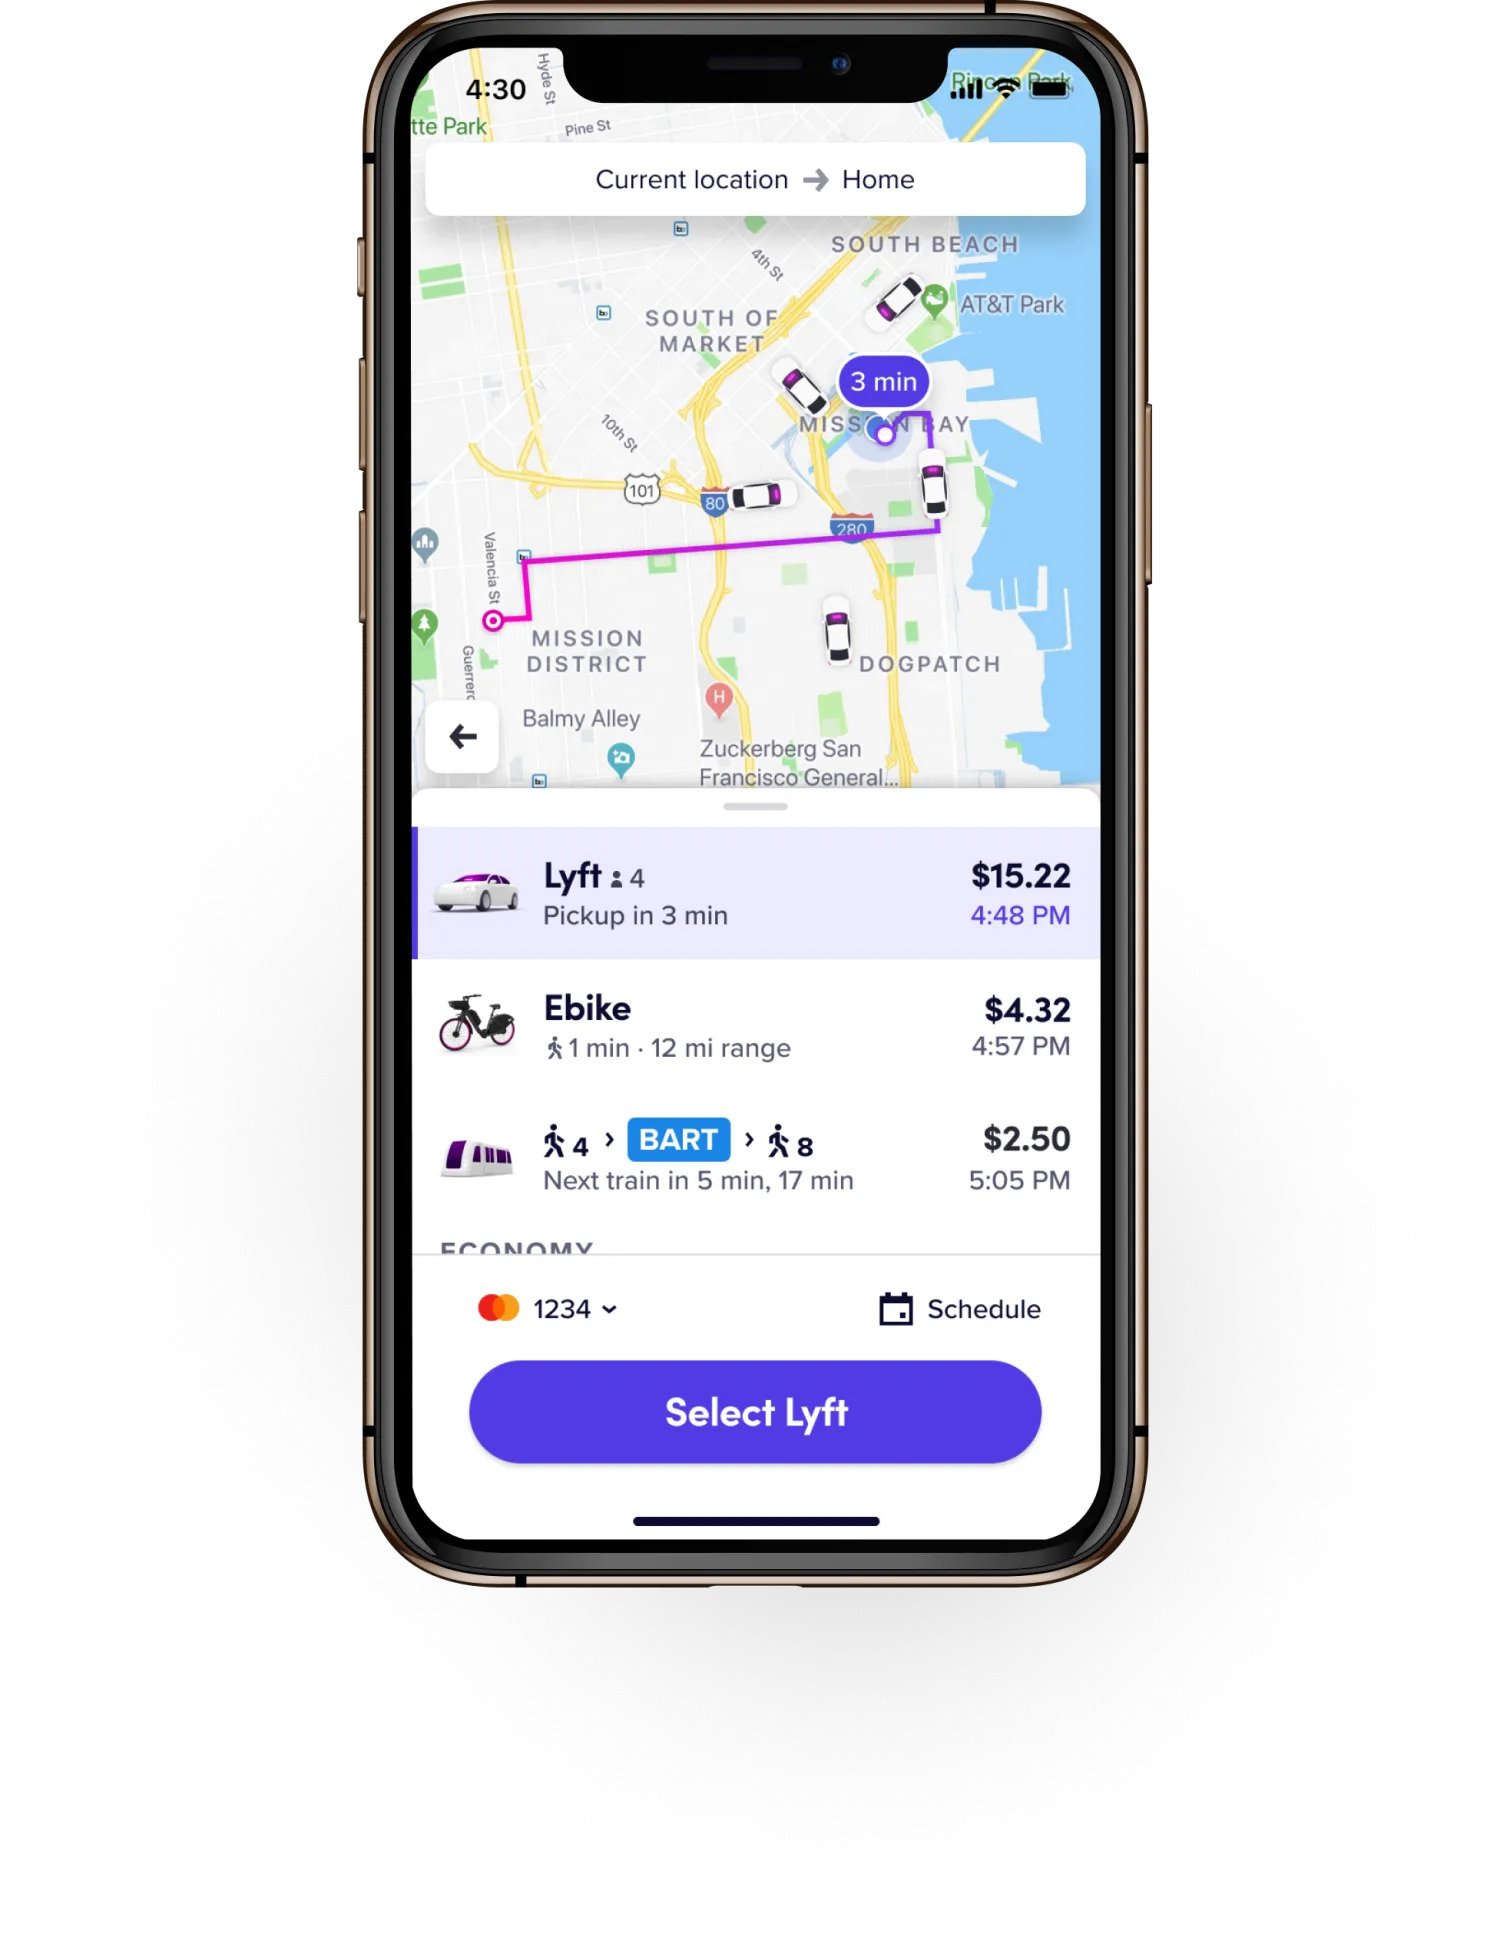 Hyde St
4:30
Rincon Park
tte Park
Pine St
Current location → Home
SOUTH BEACH
4th St
AT&T Park
SOUTH OF
MARKET
3 min
MISSION BAY
10th St
101
80
280
Valencia St
MISSION
DISTRICT
DOGPATCH
Guerrero
H
Balmy Alley
Zuckerberg San
Francisco General...
Lyft 4 $15.22
Pickup in 3 min 4:48 PM
Ebike $4.32
1 min · 12 mi range 4:57 PM
4 > BART > 8 $2.50
Next train in 5 min, 17 min 5:05 PM
ECONOMY
1234 Schedule
Select Lyft